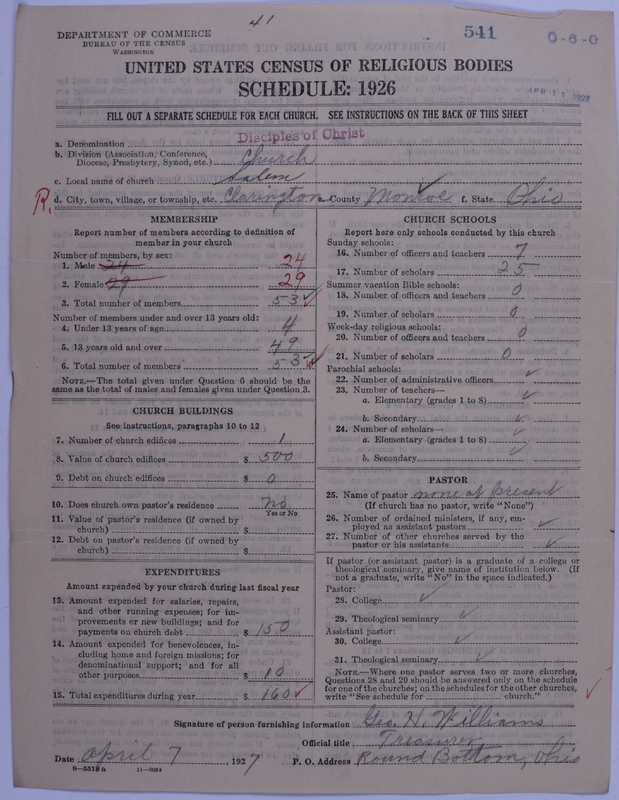 41
DEPARTMENT OF COMMERCE
BUREAU OF THE CENSUS
WASHINGTON
541
0-6-0
UNITED STATES CENSUS OF RELIGIOUS BODIES
SCHEDULE: 1926
APR 11 1927
FILL OUT A SEPARATE SCHEDULE FOR EACH CHURCH. SEE INSTRUCTIONS ON THE BACK OF THIS SHEET
a. Denomination Disciples of Christ
b. Division (Association, Conference,
Diocese, Presbytery, Synod, etc.) Church
c. Local name of church Salem
R. d. City, town, village, or township, etc. Clarington e. County Monroe f. State Ohio
MEMBERSHIP
Report number of members according to definition of
member in your church
Number of members, by sex:
1. Male 24 24
2. Female 29 29
3. Total number of members 53
Number of members under and over 13 years old:
4. Under 13 years of age 4
5. 13 years old and over 49
6. Total number of members 53
NOTE.—The total given under Question 6 should be the
same as the total of males and females given under Question 3.
CHURCH BUILDINGS
See instructions, paragraphs 10 to 12
7. Number of church edifices 1
8. Value of church edifices $ 500
9. Debt on church edifices $ 0
10. Does church own pastor's residence no
Yes or No
11. Value of pastor's residence (if owned by
church) $
12. Debt on pastor's residence (if owned by
church) $
EXPENDITURES
Amount expended by your church during last fiscal year
13. Amount expended for salaries, repairs,
and other running expenses; for im-
provements or new buildings; and for
payments on church debt $ 150
14. Amount expended for benevolences, in-
cluding home and foreign missions; for
denominational support; and for all
other purposes $ 10
15. Total expenditures during year $ 160
CHURCH SCHOOLS
Report here only schools conducted by this church
Sunday schools:
16. Number of officers and teachers 7
17. Number of scholars 25
Summer vacation Bible schools:
18. Number of officers and teachers 0
19. Number of scholars 0
Week-day religious schools:
20. Number of officers and teachers 0
21. Number of scholars 0
Parochial schools:
22. Number of administrative officers
23. Number of teachers—
a. Elementary (grades 1 to 8)
b. Secondary
24. Number of scholars—
a. Elementary (grades 1 to 8)
b. Secondary
PASTOR
25. Name of pastor none at present
(If church has no pastor, write "None")
26. Number of ordained ministers, if any, em-
ployed as assistant pastors
27. Number of other churches served by the
pastor or his assistants
If pastor (or assistant pastor) is a graduate of a college or
theological seminary, give name of institution below. (If
not a graduate, write "No" in the space indicated.)
Pastor:
28. College
29. Theological seminary
Assistant pastor:
30. College
31. Theological seminary
NOTE.—Where one pastor serves two or more churches,
Questions 28 and 29 should be answered only on the schedule
for one of the churches; on the schedules for the other churches,
write "See schedule for church."
Signature of person furnishing information Geo. H. Williams
Official title Treasurer
Date April 7, 1927 P. O. Address Round Bottom, Ohio
8-5518a 11-9054